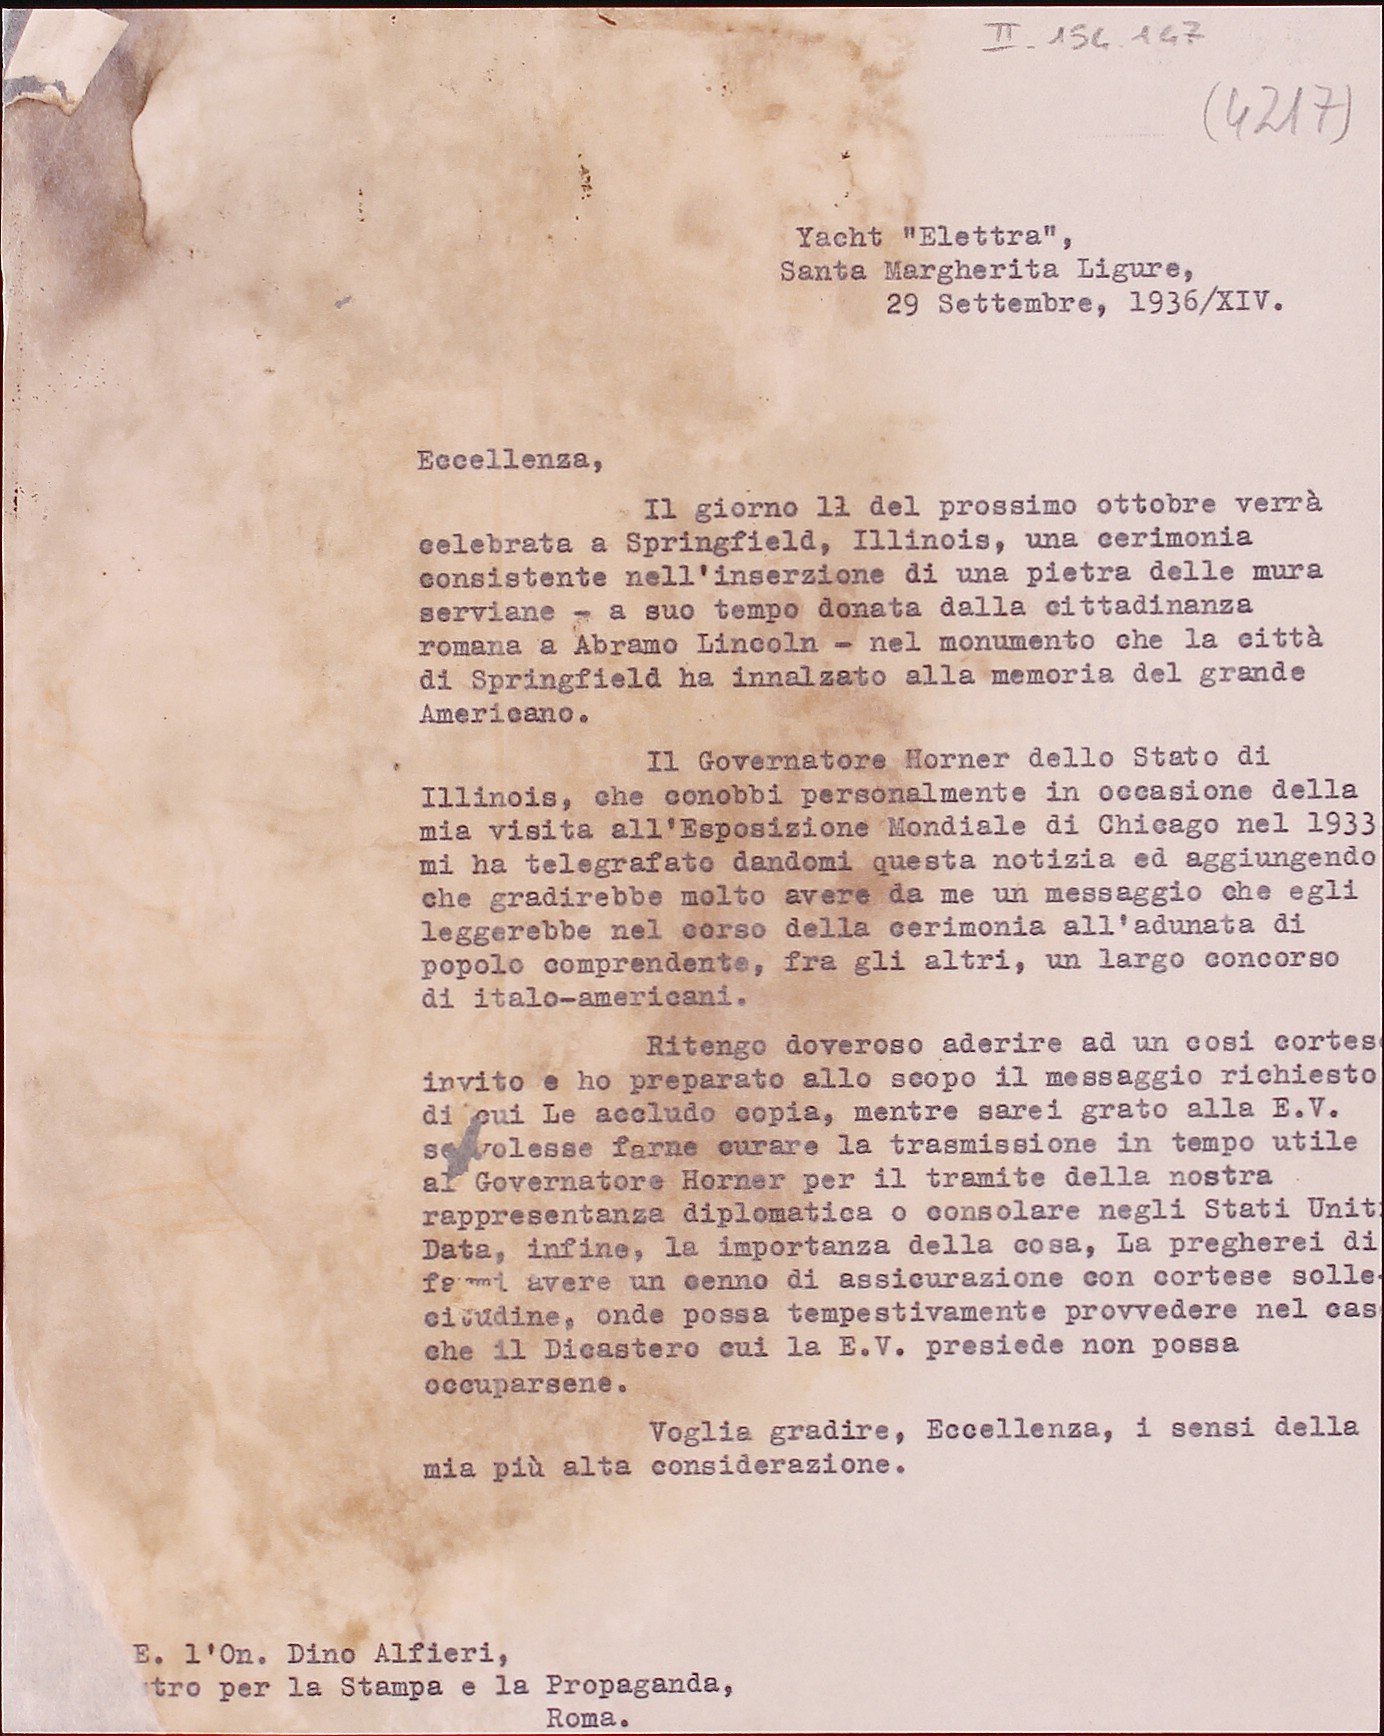 II. 154. 147
(4217)
Yacht "Elettra",
Santa Margherita Ligure,
29 Settembre, 1936/XIV.
Eccellenza,
Il giorno 11 del prossimo ottobre verrà
celebrata a Springfield, Illinois, una cerimonia
consistente nell'inserzione di una pietra delle mura
serviane - a suo tempo donata dalla cittadinanza
romana a Abramo Lincoln - nel monumento che la città
di Springfield ha innalzato alla memoria del grande
Americano.
Il Governatore Horner dello Stato di
Illinois, che conobbi personalmente in occasione della
mia visita all'Esposizione Mondiale di Chicago nel 1933
mi ha telegrafato dandomi questa notizia ed aggiungendo
che gradirebbe molto avere da me un messaggio che egli
leggerebbe nel corso della cerimonia all'adunata di
popolo comprendente, fra gli altri, un largo concorso
di italo-americani.
Ritengo doveroso aderire ad un cosi cortes
invito e ho preparato allo scopo il messaggio richiesto
di cui Le accludo copia, mentre sarei grato alla E.V.
se volesse farne curare la trasmissione in tempo utile
al Governatore Horner per il tramite della nostra
rappresentanza diplomatica o consolare negli Stati Unit
Data, infine, la importanza della cosa, La pregherei di
avere un cenno di assicurazione con cortese solle-
citudine, onde possa tempestivamente provvedere nel cas
che il Dicastero cui la E.V. presiede non possa
occuparsene.
Voglia gradire, Eccellenza, i sensi della
mia più alta considerazione.
E. l'On. Dino Alfieri,
tro per la Stampa e la Propaganda,
Roma.